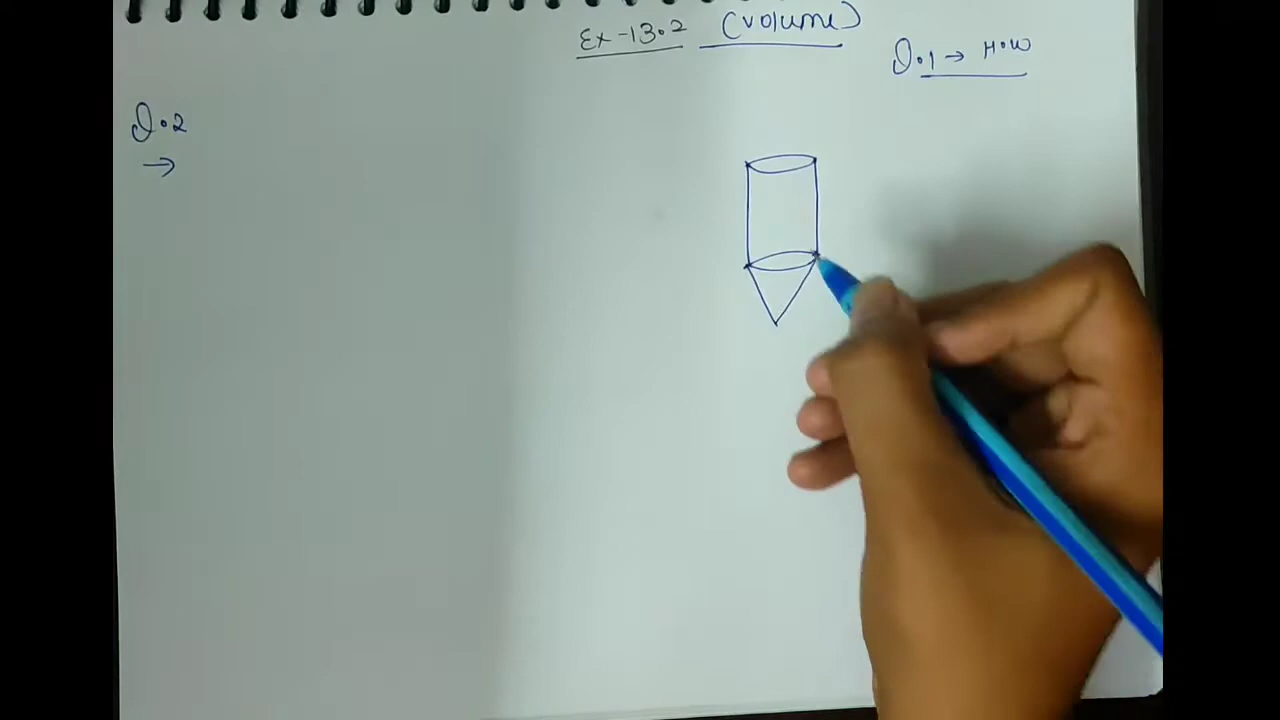 Ex-13.2 (Volume)
Q.1 → H.W
Q.2
→